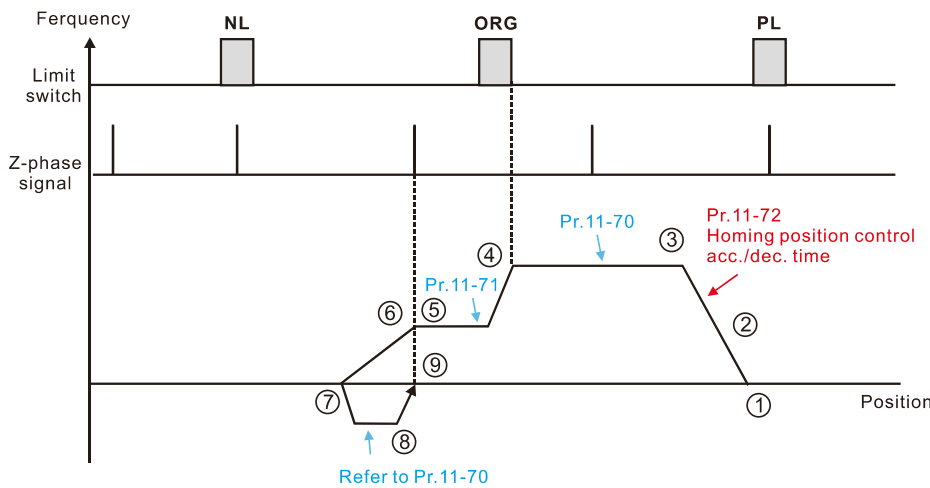 Ferquency
NL
ORG
PL
Limit
switch
Z-phase
signal
Pr.11-72
Homing position control
acc./dec. time
Pr.11-70
③
④
Pr.11-71
⑥
⑤
②
⑨
⑦
①
Position
⑧
Refer to Pr.11-70